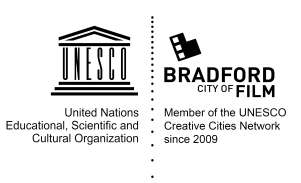 UNESCO
United Nations
Educational, Scientific and
Cultural Organization
BRADFORD
CITY OF FILM
Member of the UNESCO
Creative Cities Network
since 2009